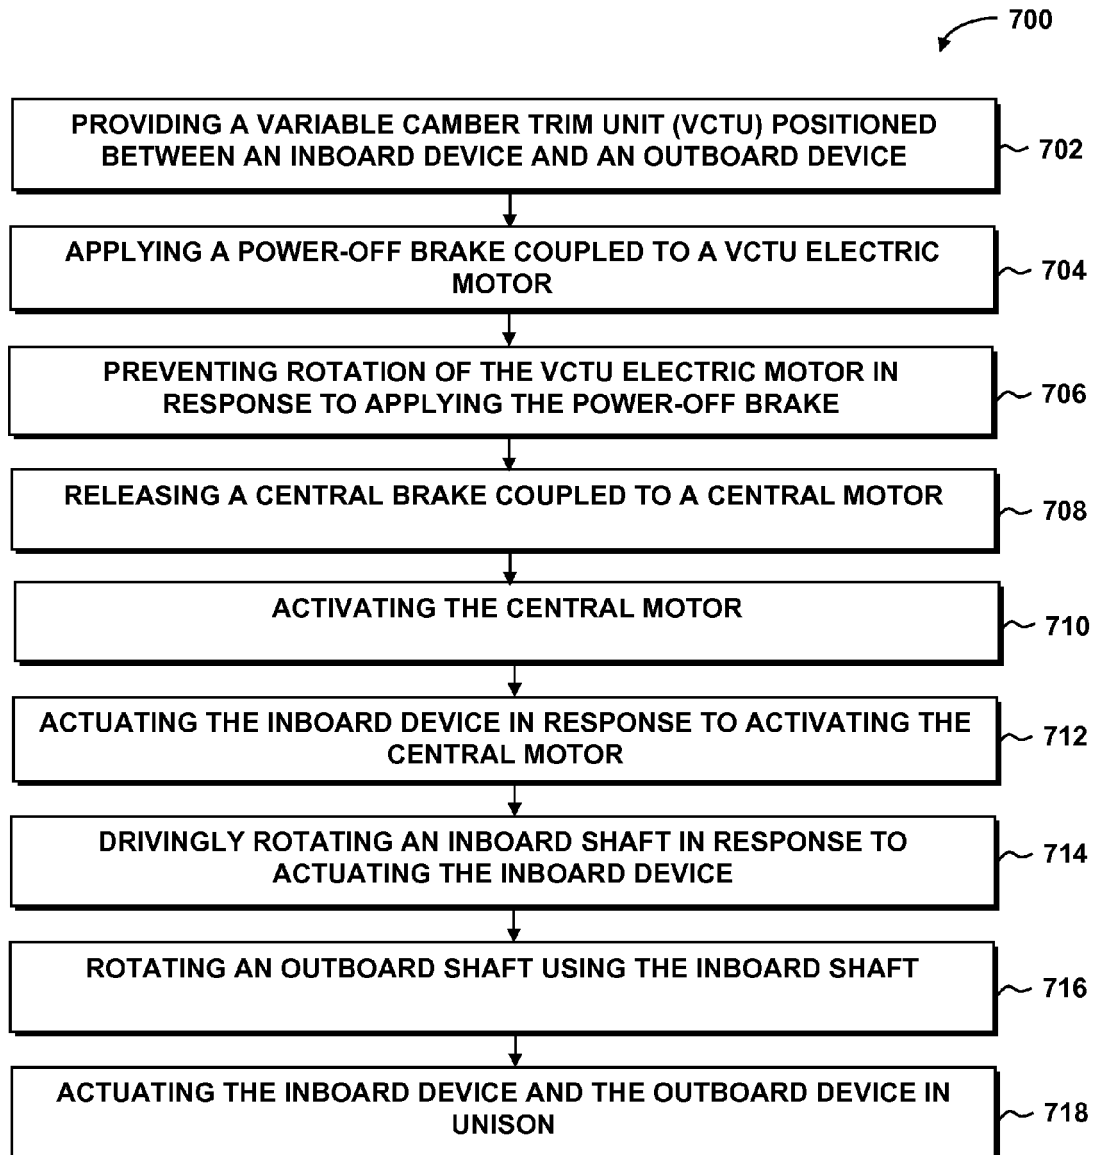 700
PROVIDING A VARIABLE CAMBER TRIM UNIT (VCTU) POSITIONED
BETWEEN AN INBOARD DEVICE AND AN OUTBOARD DEVICE
702
APPLYING A POWER-OFF BRAKE COUPLED TO A VCTU ELECTRIC
MOTOR
704
PREVENTING ROTATION OF THE VCTU ELECTRIC MOTOR IN
RESPONSE TO APPLYING THE POWER-OFF BRAKE
706
RELEASING A CENTRAL BRAKE COUPLED TO A CENTRAL MOTOR
708
ACTIVATING THE CENTRAL MOTOR
710
ACTUATING THE INBOARD DEVICE IN RESPONSE TO ACTIVATING THE
CENTRAL MOTOR
712
DRIVINGLY ROTATING AN INBOARD SHAFT IN RESPONSE TO
ACTUATING THE INBOARD DEVICE
714
ROTATING AN OUTBOARD SHAFT USING THE INBOARD SHAFT
716
ACTUATING THE INBOARD DEVICE AND THE OUTBOARD DEVICE IN
UNISON
718